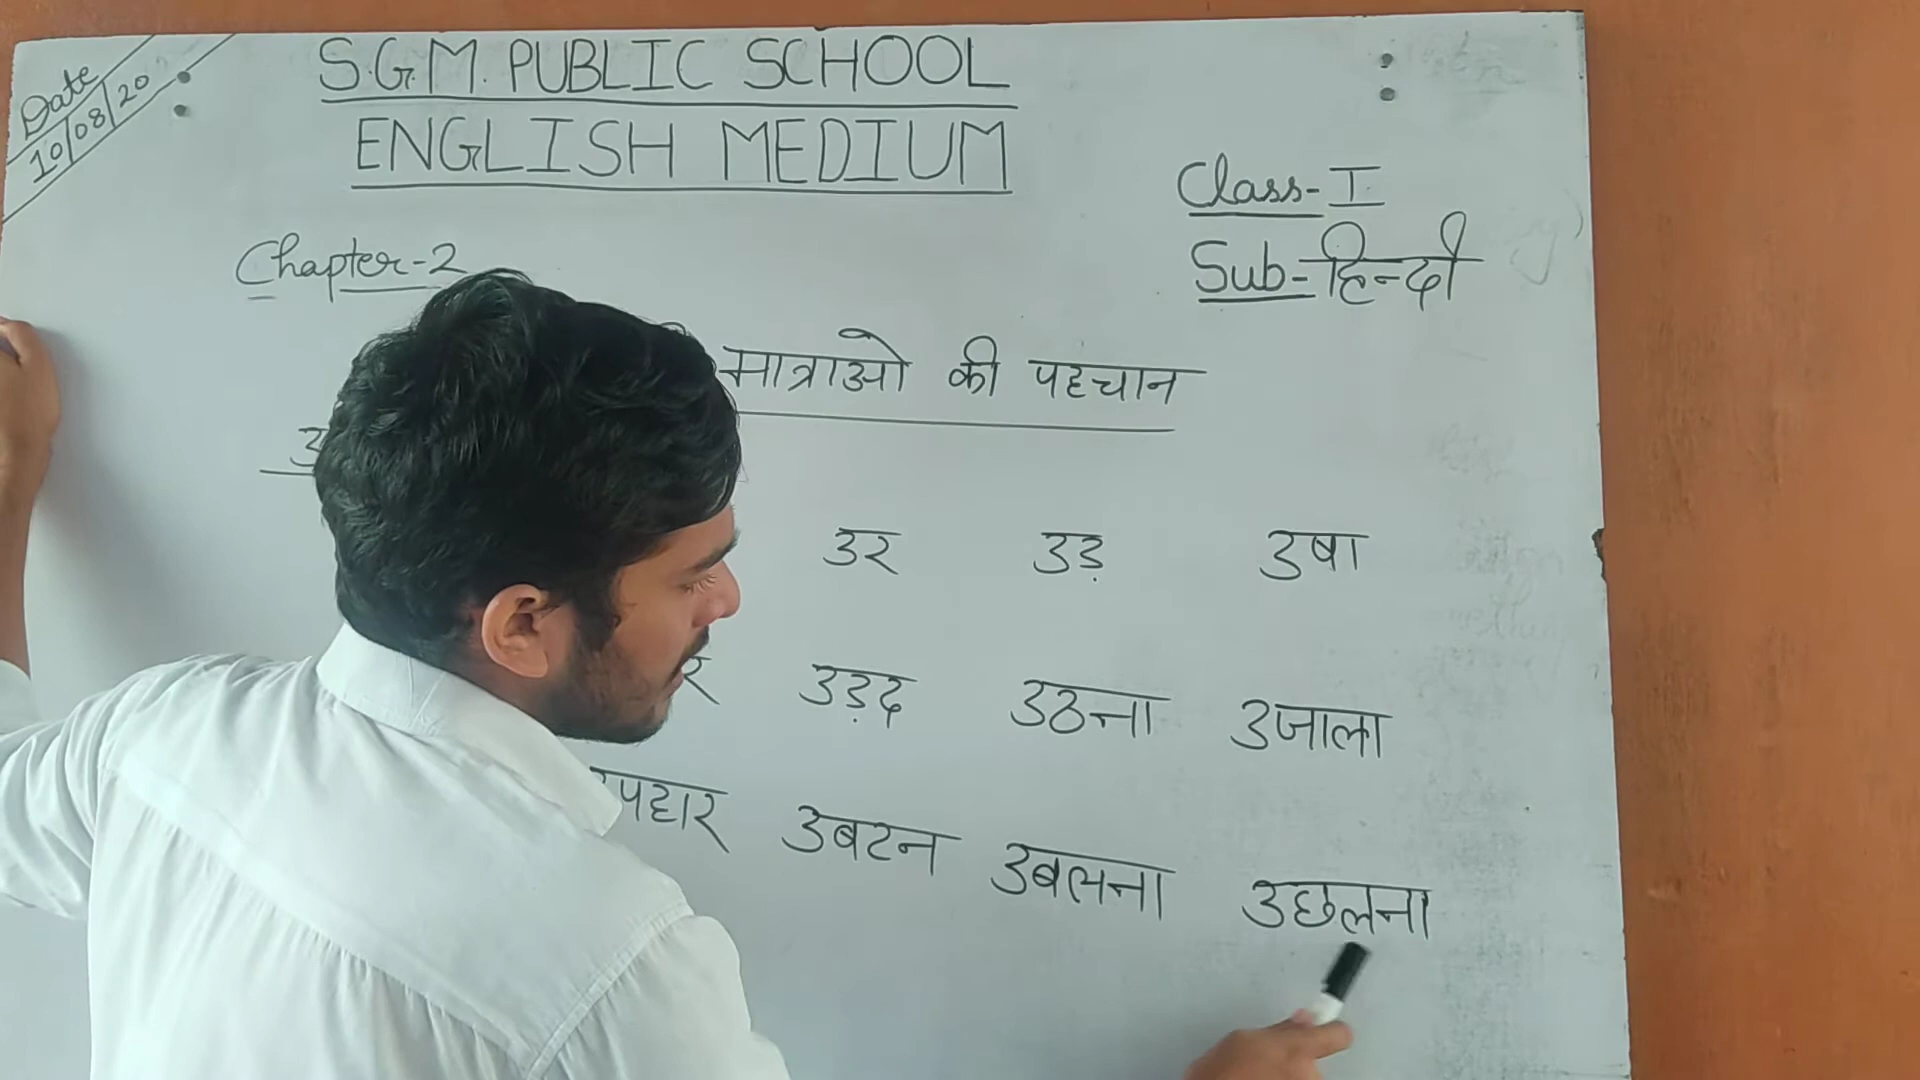 Date
10/08/20
S.G.M. PUBLIC SCHOOL
ENGLISH MEDIUM
Class-I
Sub-हिन्दी
Chapter-2
मात्राओ की पहचान
उर उड़ उषा
उड़द उठना उजाला
उबटन उबलना उछलना